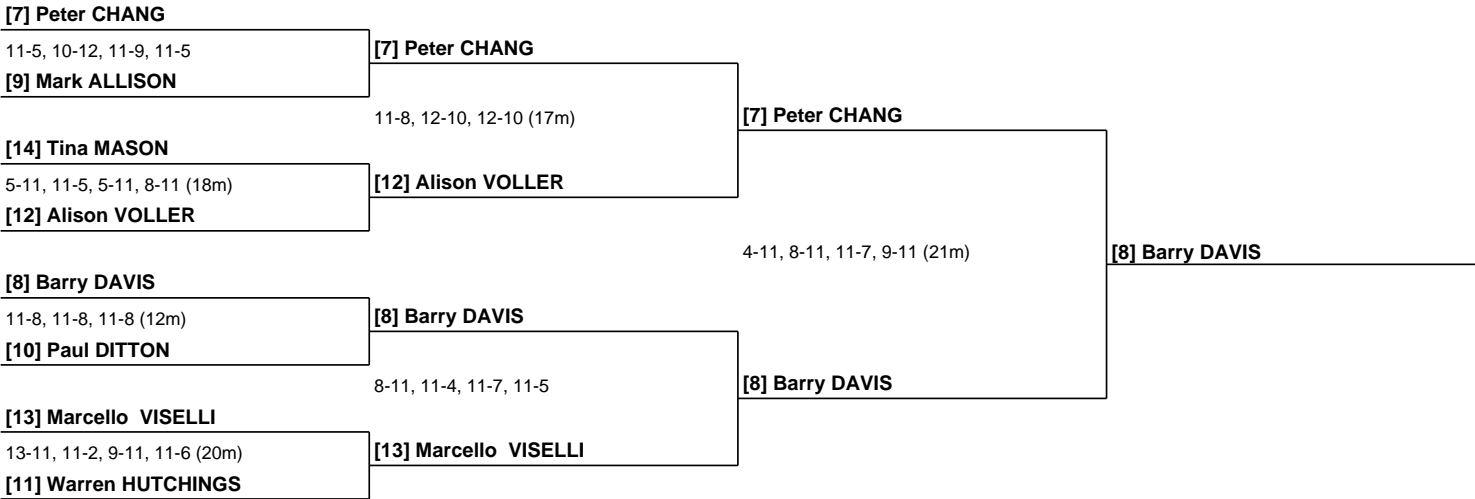 [7] Peter CHANG
11-5, 10-12, 11-9, 11-5
[9] Mark ALLISON
[14] Tina MASON
5-11, 11-5, 5-11, 8-11 (18m)
[12] Alison VOLLER
[8] Barry DAVIS
11-8, 11-8, 11-8 (12m)
[10] Paul DITTON
[13] Marcello  VISELLI
13-11, 11-2, 9-11, 11-6 (20m)
[11] Warren HUTCHINGS
[7] Peter CHANG
11-8, 12-10, 12-10 (17m)
[12] Alison VOLLER
[8] Barry DAVIS
8-11, 11-4, 11-7, 11-5
[13] Marcello  VISELLI
[7] Peter CHANG
4-11, 8-11, 11-7, 9-11 (21m)
[8] Barry DAVIS
[8] Barry DAVIS